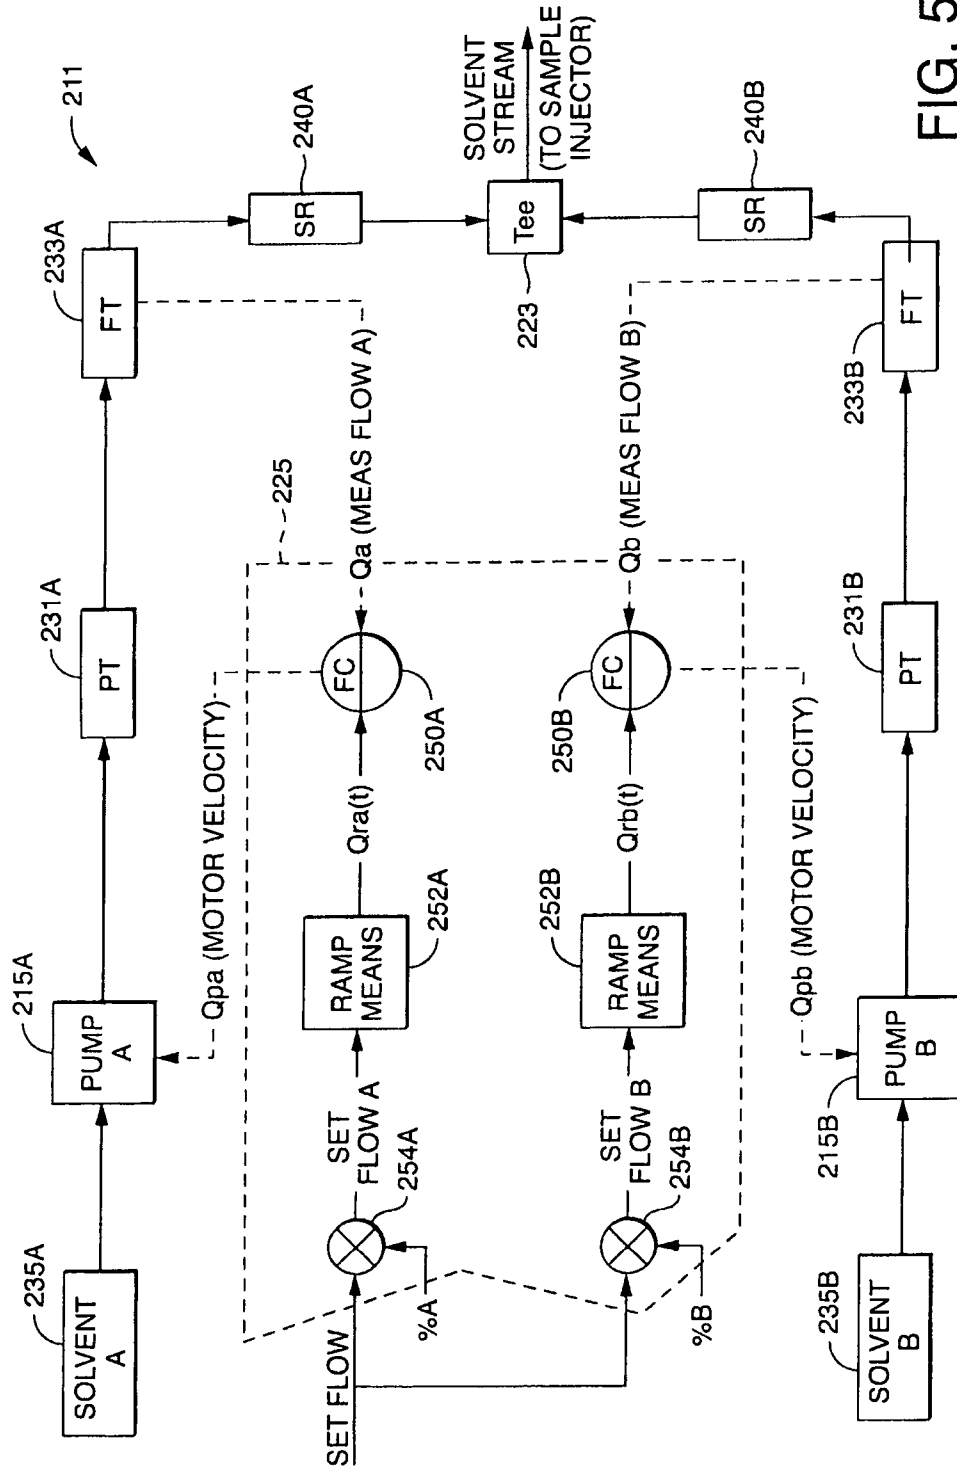 211
235A
SOLVENT
A
215A
PUMP
A
231A
PT
233A
FT
240A
SR
Qpa (MOTOR VELOCITY)
225
SET FLOW
%A
254A
SET
FLOW A
252A
RAMP
MEANS
Qra(t)
FC
250A
Qa (MEAS FLOW A)
Tee
223
SOLVENT
STREAM
(TO SAMPLE
INJECTOR)
%B
254B
SET
FLOW B
252B
RAMP
MEANS
Qrb(t)
FC
250B
Qb (MEAS FLOW B)
Qpb (MOTOR VELOCITY)
235B
SOLVENT
B
215B
PUMP
B
231B
PT
233B
FT
240B
SR
FIG. 5